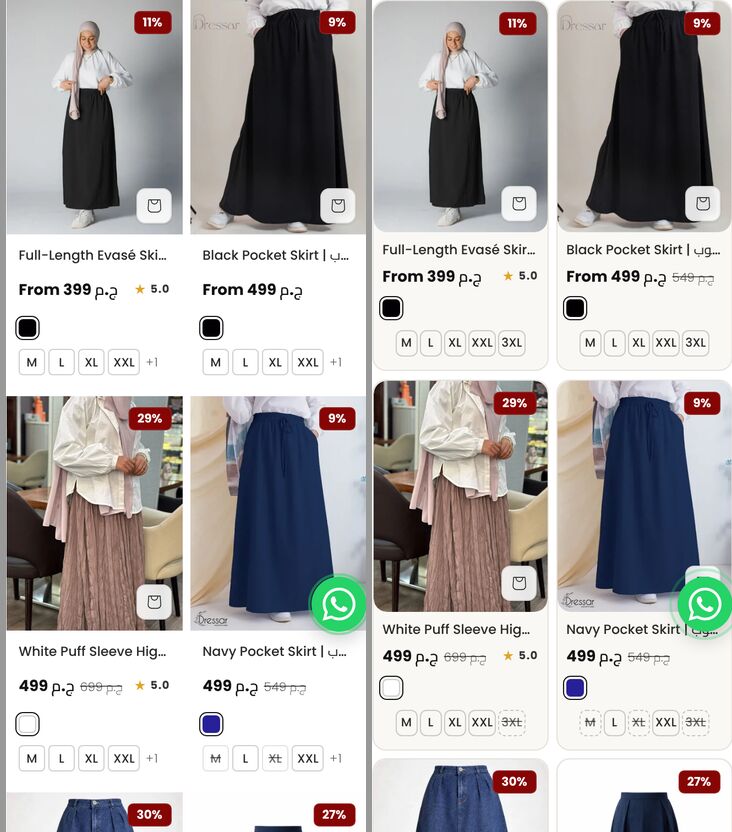 11%
Dressar
9%
Full-Length Evasé Ski...
From 399 ج.م
★ 5.0
M L XL XXL +1
Black Pocket Skirt | وب...
From 499 ج.م
M L XL XXL +1
29%
9%
Dressar
White Puff Sleeve Hig...
499 ج.م 699 ج.م
★ 5.0
M L XL XXL +1
Navy Pocket Skirt | وب...
499 ج.م 549 ج.م
M L XL XXL +1
30%
27%
11%
Dressar
9%
Full-Length Evasé Skir...
From 399 ج.م
★ 5.0
M L XL XXL 3XL
Black Pocket Skirt | وب...
From 499 ج.م 549 ج.م
M L XL XXL 3XL
29%
9%
Dressar
White Puff Sleeve Hig...
499 ج.م 699 ج.م
★ 5.0
M L XL XXL 3XL
Navy Pocket Skirt | وب...
499 ج.م 549 ج.م
M L XL XXL 3XL
30%
27%